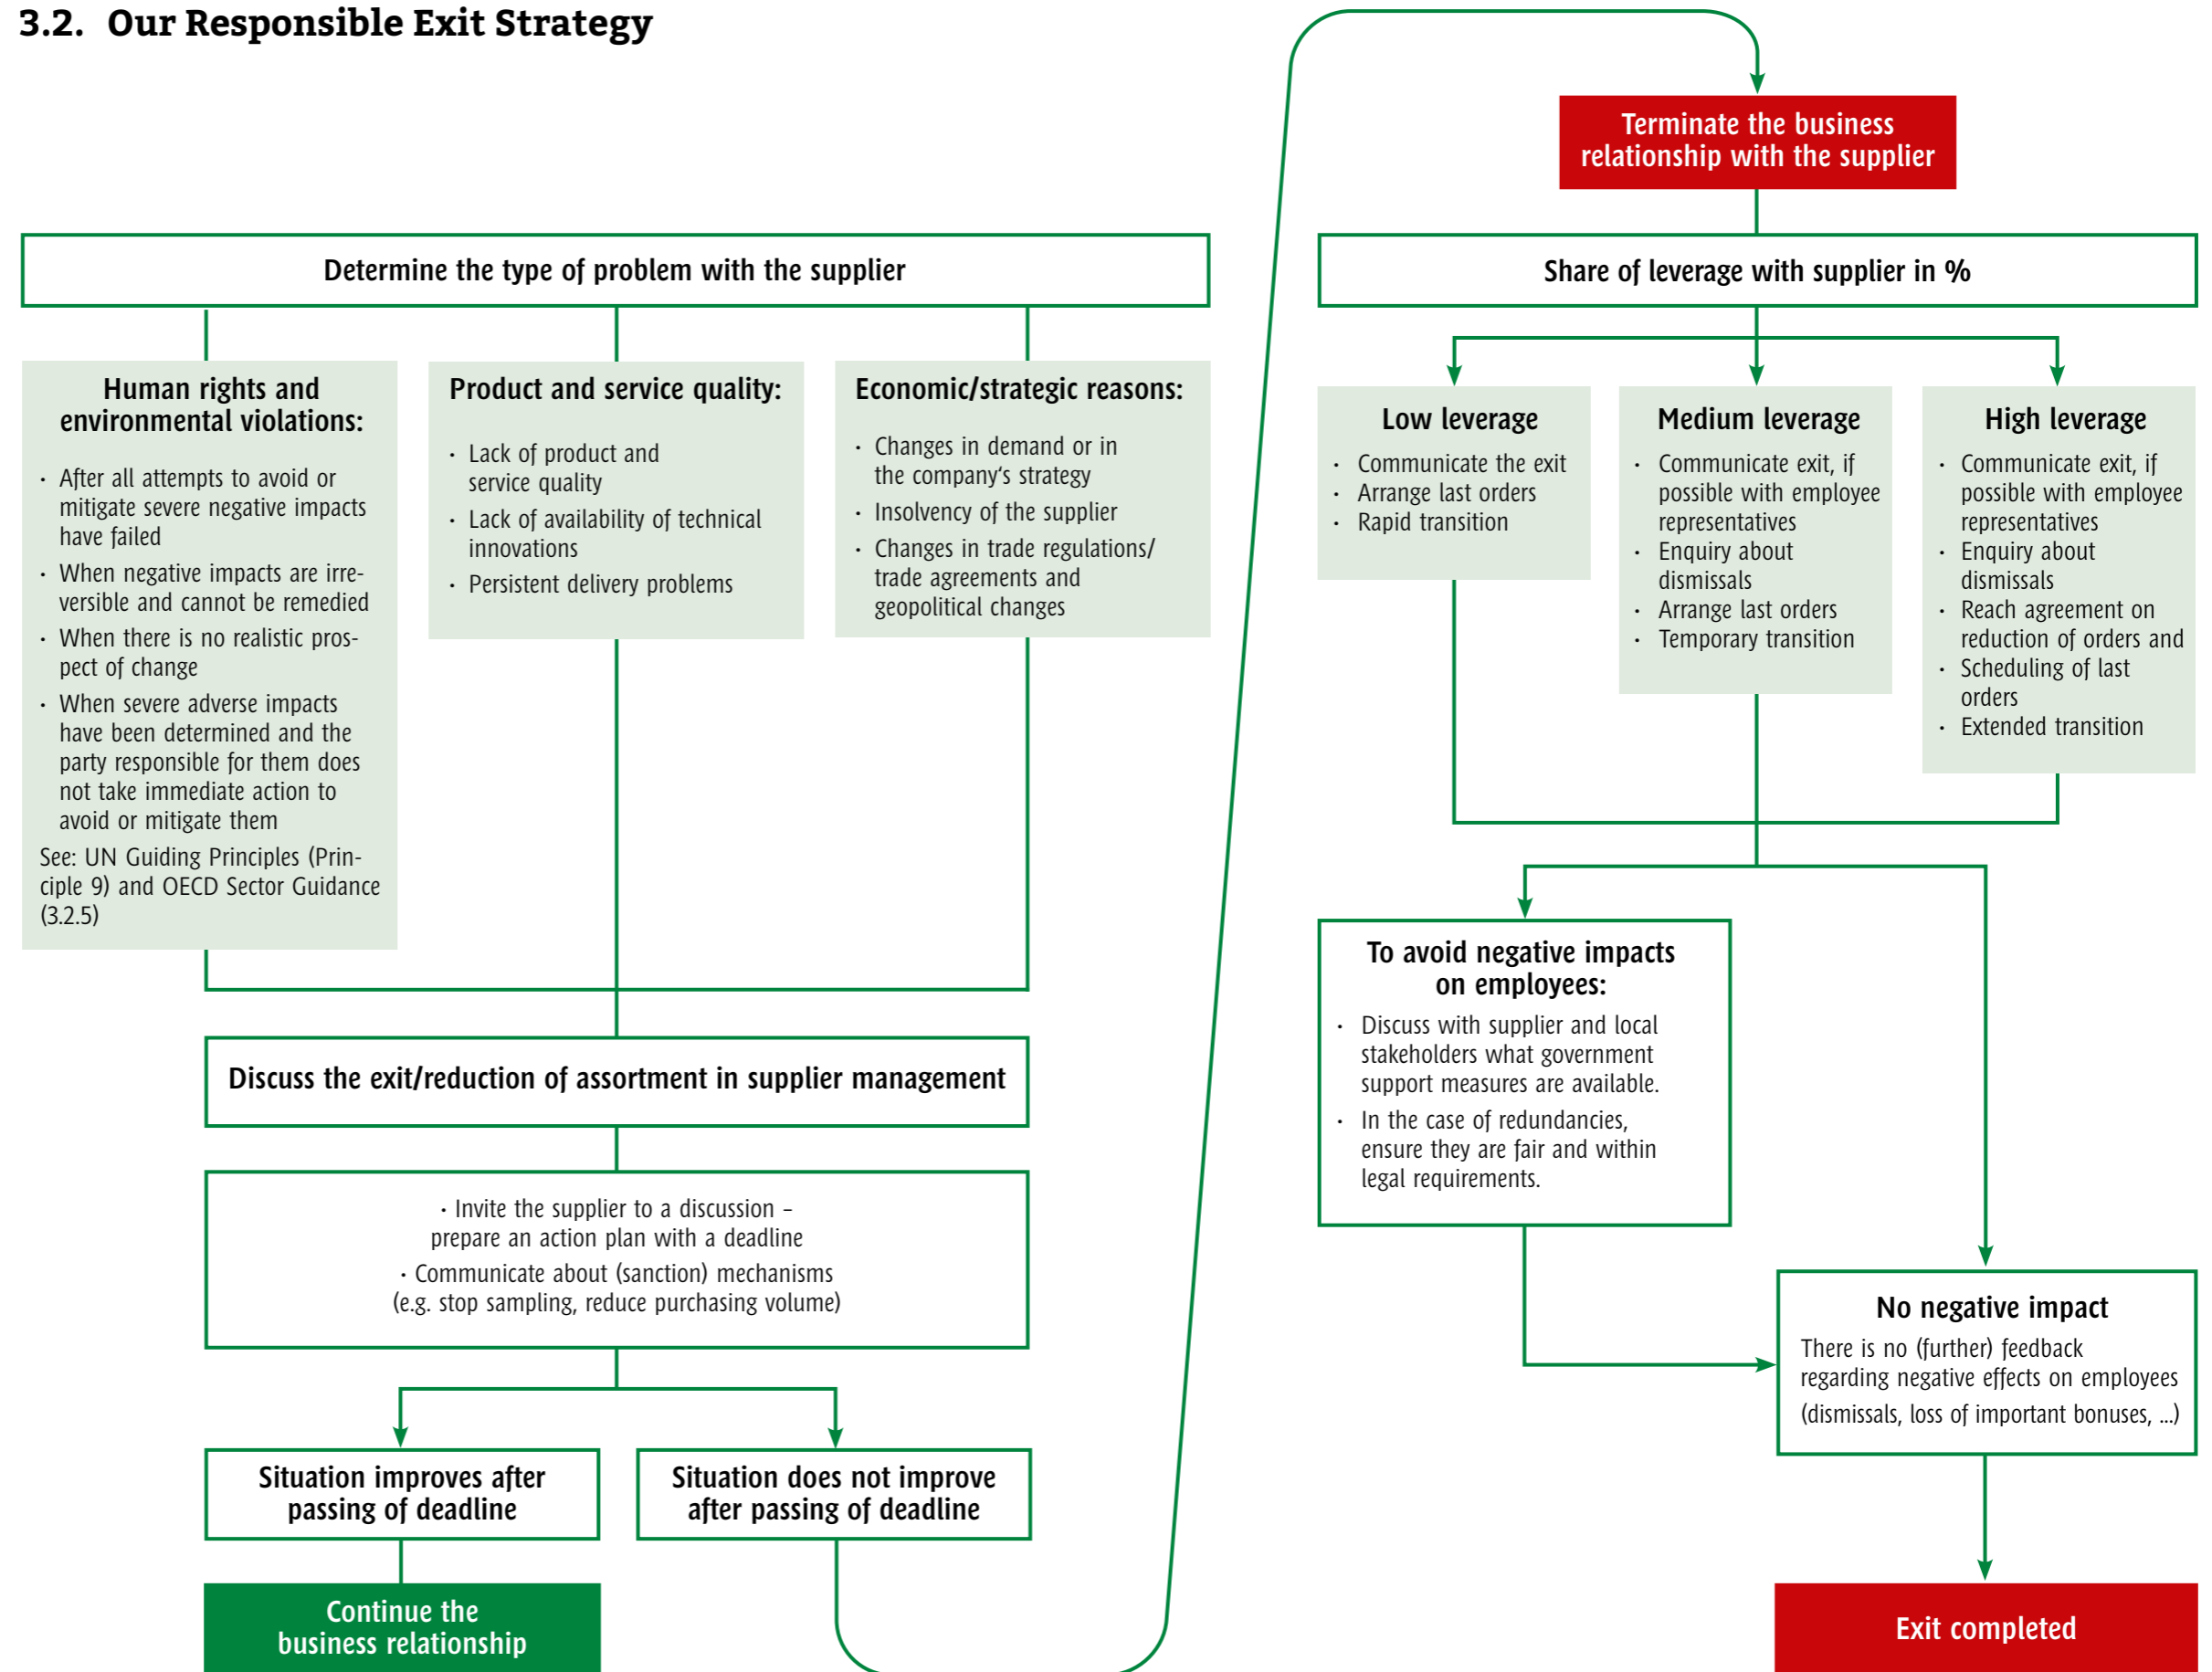 3.2. Our Responsible Exit Strategy
Determine the type of problem with the supplier
Human rights and
environmental violations:
· After all attempts to avoid or
mitigate severe negative impacts
have failed
· When negative impacts are irre-
versible and cannot be remedied
· When there is no realistic pros-
pect of change
· When severe adverse impacts
have been determined and the
party responsible for them does
not take immediate action to
avoid or mitigate them
See: UN Guiding Principles (Prin-
ciple 9) and OECD Sector Guidance
(3.2.5)
Product and service quality:
· Lack of product and
service quality
· Lack of availability of technical
innovations
· Persistent delivery problems
Economic/strategic reasons:
· Changes in demand or in
the company‘s strategy
· Insolvency of the supplier
· Changes in trade regulations/
trade agreements and
geopolitical changes
Discuss the exit/reduction of assortment in supplier management
· Invite the supplier to a discussion –
prepare an action plan with a deadline
· Communicate about (sanction) mechanisms
(e.g. stop sampling, reduce purchasing volume)
Situation improves after
passing of deadline
Situation does not improve
after passing of deadline
Continue the
business relationship
Terminate the business
relationship with the supplier
Share of leverage with supplier in %
Low leverage
· Communicate the exit
· Arrange last orders
· Rapid transition
Medium leverage
· Communicate exit, if
possible with employee
representatives
· Enquiry about
dismissals
· Arrange last orders
· Temporary transition
High leverage
· Communicate exit, if
possible with employee
representatives
· Enquiry about
dismissals
· Reach agreement on
reduction of orders and
· Scheduling of last
orders
· Extended transition
To avoid negative impacts
on employees:
· Discuss with supplier and local
stakeholders what government
support measures are available.
· In the case of redundancies,
ensure they are fair and within
legal requirements.
No negative impact
There is no (further) feedback
regarding negative effects on employees
(dismissals, loss of important bonuses, ...)
Exit completed